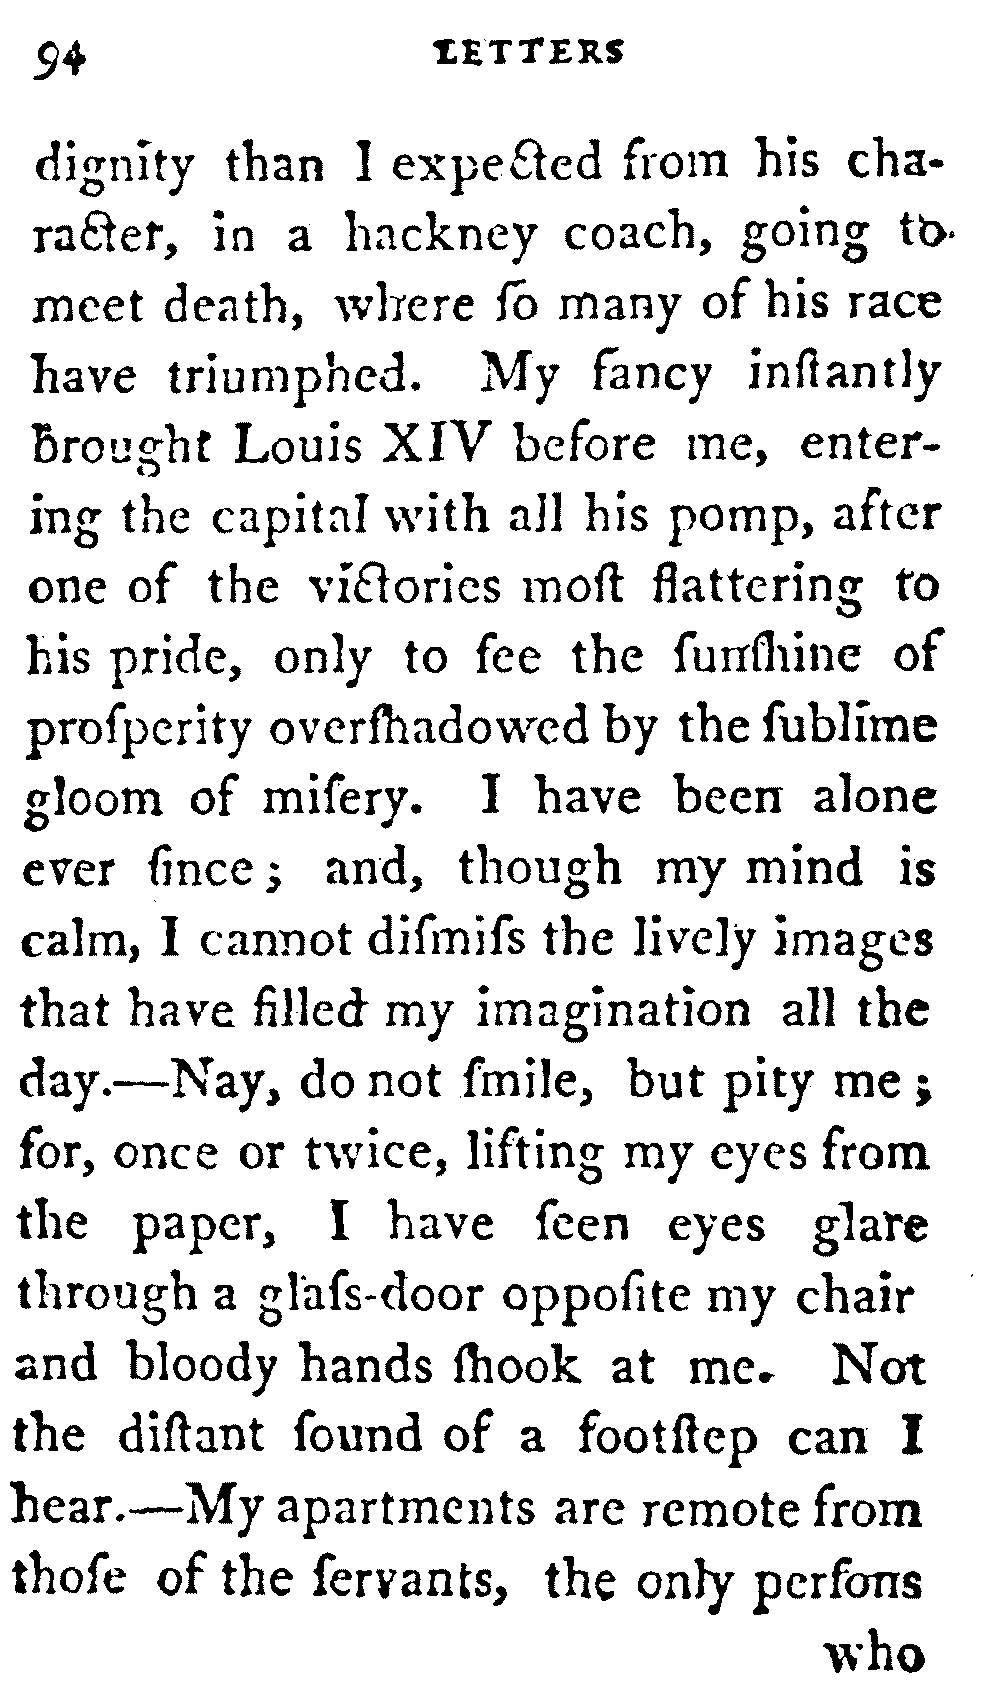 94 LETTERS
dignity than I expected from his cha-
racter, in a hackney coach, going to
meet death, where ſo many of his race
have triumphed. My fancy inſtantly
brought Louis XIV before me, enter-
ing the capital with all his pomp, after
one of the victories moſt flattering to
his pride, only to ſee the ſunſhine of
proſperity overſhadowed by the ſublime
gloom of miſery. I have been alone
ever ſince; and, though my mind is
calm, I cannot diſmiſs the lively images
that have filled my imagination all the
day.—Nay, do not ſmile, but pity me;
for, once or twice, lifting my eyes from
the paper, I have ſeen eyes glare
through a glaſs-door oppoſite my chair
and bloody hands ſhook at me. Not
the diſtant ſound of a footſtep can I
hear.—My apartments are remote from
thoſe of the ſervants, the only perſons
who